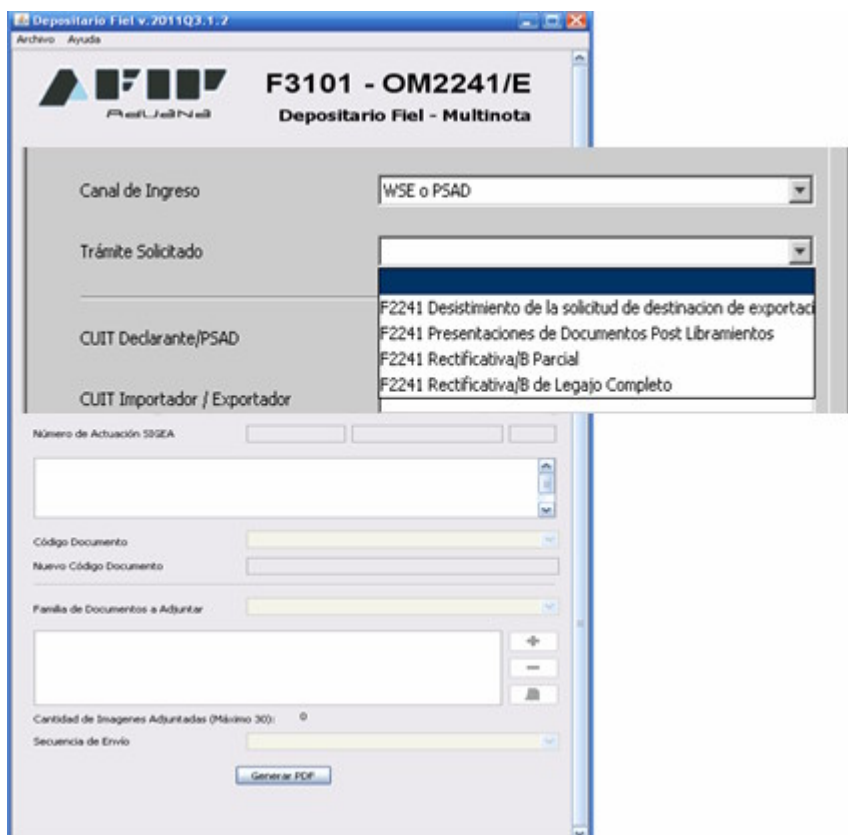 Depositario Fiel v.2011Q3.1.2
Archivo Ayuda
AFIP
ADUANA
F3101 - OM2241/E
Depositario Fiel - Multinota
Canal de Ingreso WSE o PSAD
Trámite Solicitado
F2241 Desistimiento de la solicitud de destinacion de exportaci
CUIT Declarante/PSAD F2241 Presentaciones de Documentos Post Libramientos
F2241 Rectificativa/B Parcial
F2241 Rectificativa/B de Legajo Completo
CUIT Importador / Exportador
Número de Actuación SIGEA
Código Documento
Nuevo Código Documento
Familia de Documentos a Adjuntar
Cantidad de Imagenes Adjuntadas (Máximo 30): 0
Secuencia de Envío
Generar PDF